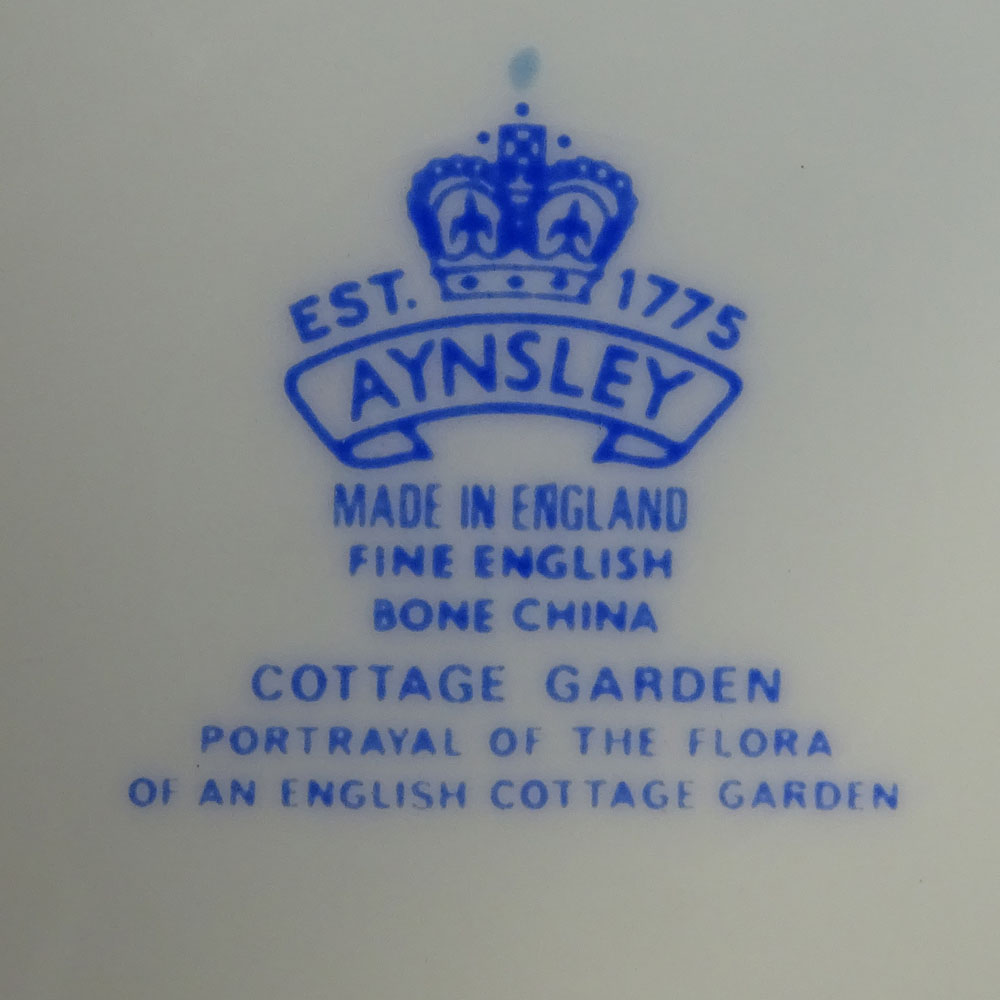 EST. 1775
AYNSLEY
MADE IN ENGLAND
FINE ENGLISH
BONE CHINA
COTTAGE GARDEN
PORTRAYAL OF THE FLORA
OF AN ENGLISH COTTAGE GARDEN